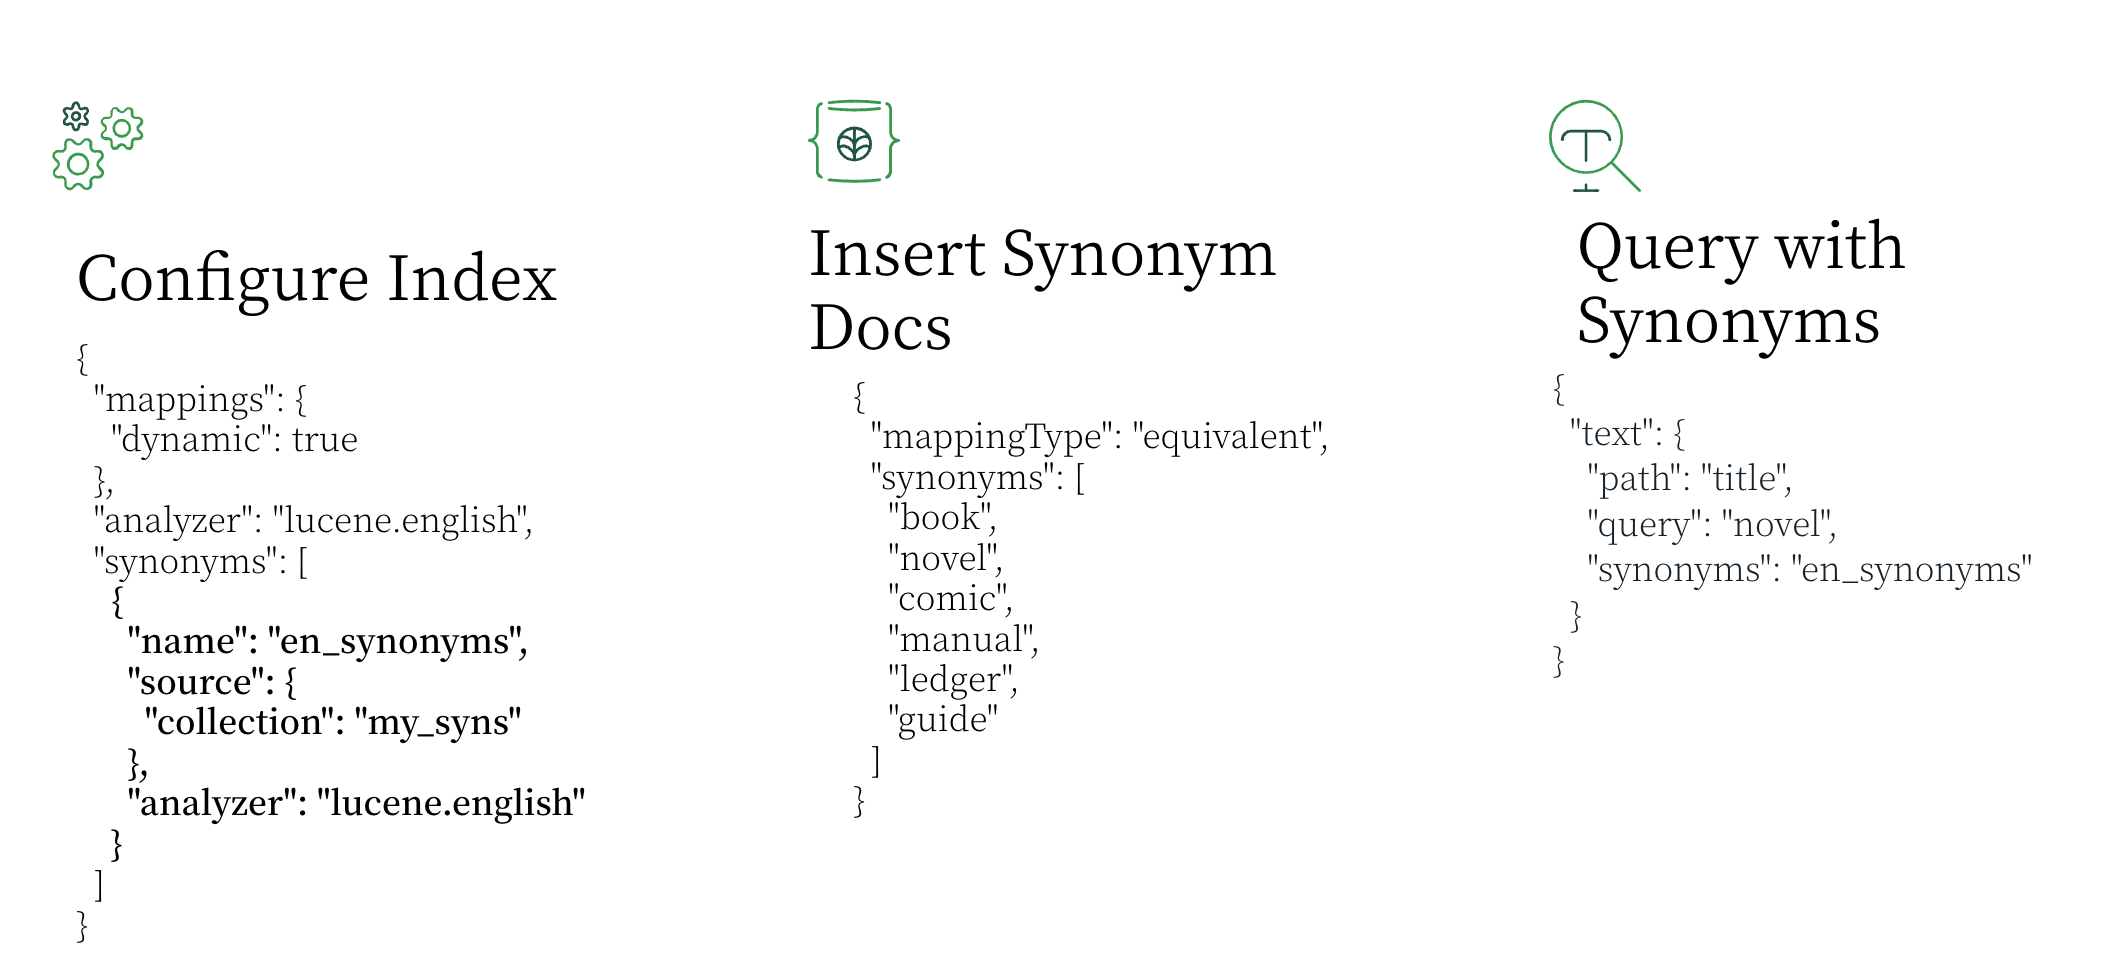 Configure Index
{
"mappings": {
"dynamic": true
},
"analyzer": "lucene.english",
"synonyms": [
{
"name": "en_synonyms",
"source": {
"collection": "my_syns"
},
"analyzer": "lucene.english"
}
]
}
Insert Synonym
Docs
{
"mappingType": "equivalent",
"synonyms": [
"book",
"novel",
"comic",
"manual",
"ledger",
"guide"
]
}
Query with
Synonyms
{
"text": {
"path": "title",
"query": "novel",
"synonyms": "en_synonyms"
}
}